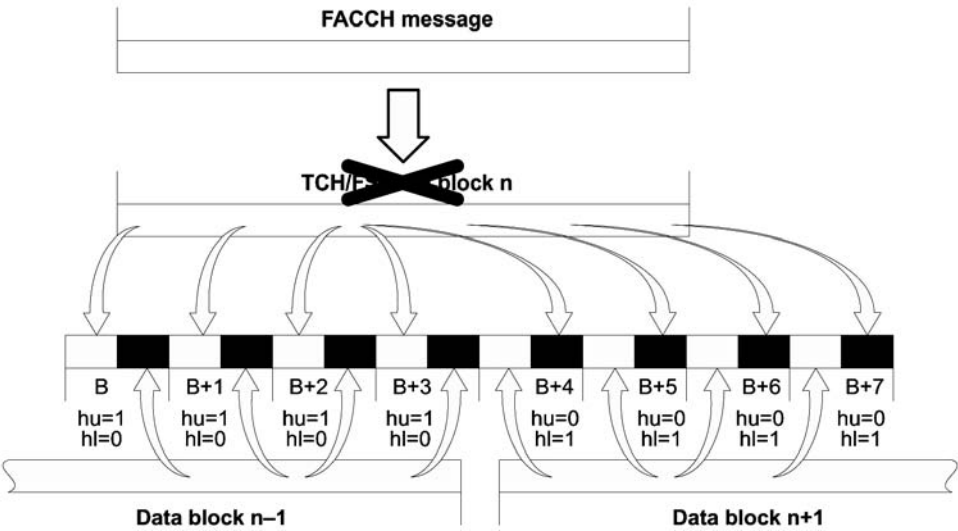 FACCH message
TCH/FS block n
B B+1 B+2 B+3 B+4 B+5 B+6 B+7
hu=1 hu=1 hu=1 hu=1 hu=0 hu=0 hu=0 hu=0
hl=0 hl=0 hl=0 hl=0 hl=1 hl=1 hl=1 hl=1
Data block n–1 Data block n+1